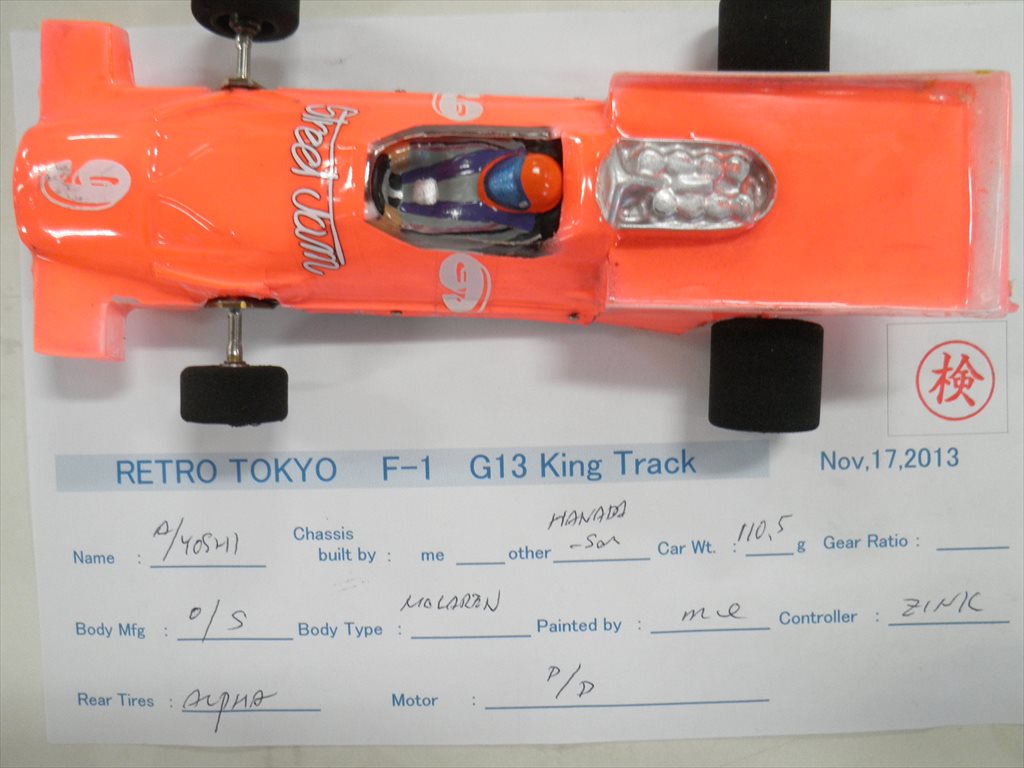 9
Street Jam
6
9
検
RETRO TOKYO F-1 G13 King Track Nov,17,2013
Name : A/YOSHI Chassis built by : me other HANADA -San Car Wt. : 110.5 g Gear Ratio :
Body Mfg : O/S Body Type : McLAREN Painted by : me Controller : ZINK
Rear Tires : ALPHA Motor : P/D